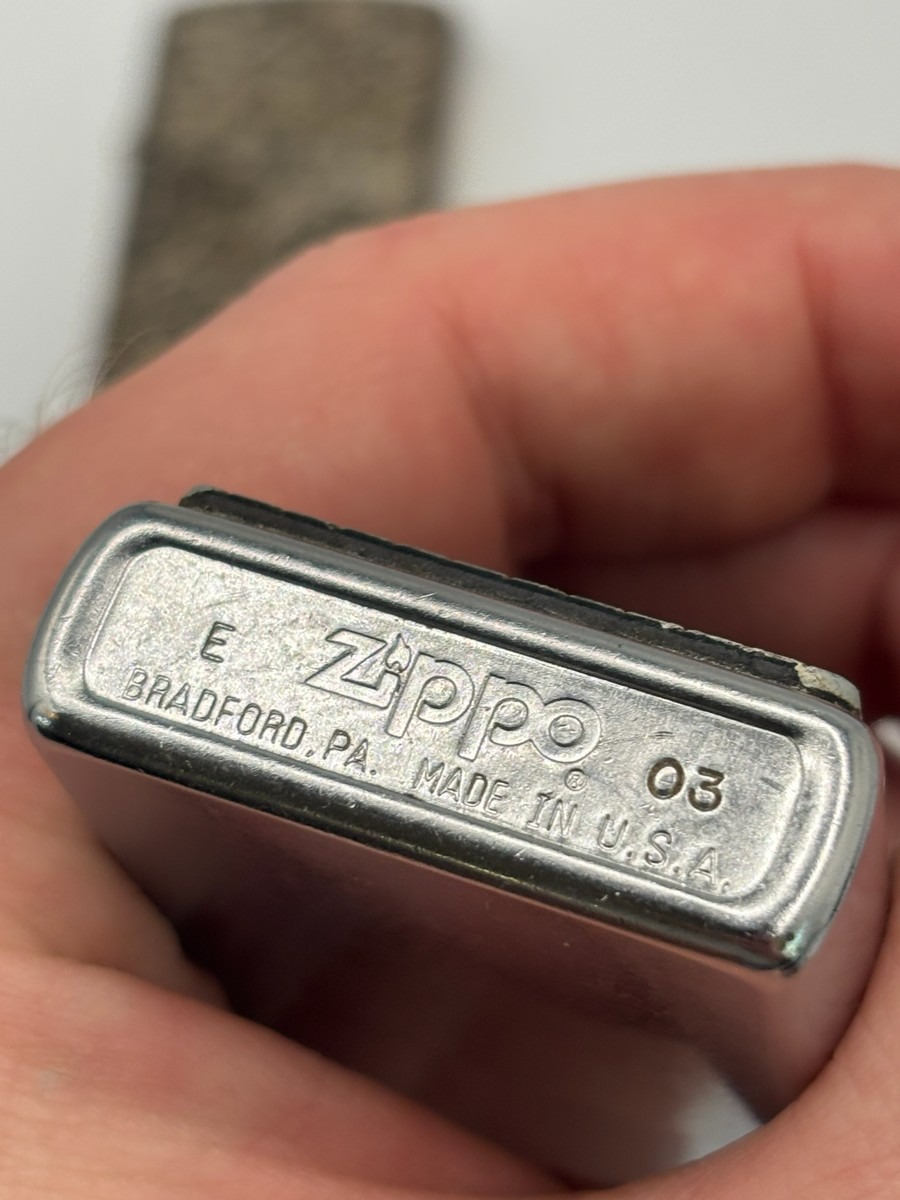 E Zippo® 03
BRADFORD, PA. MADE IN U.S.A.